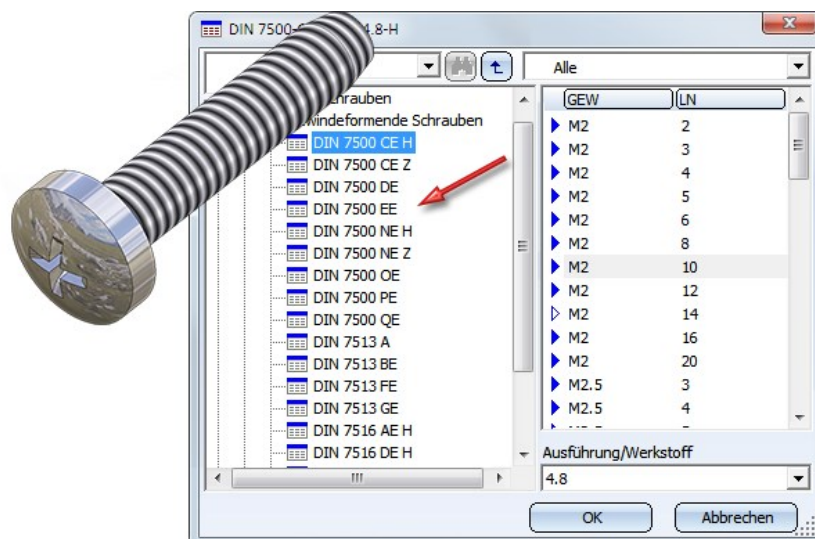 DIN 7500- 4.8-H
Alle
chrauben
windeformende Schrauben
DIN 7500 CE H
DIN 7500 CE Z
DIN 7500 DE
DIN 7500 EE
DIN 7500 NE H
DIN 7500 NE Z
DIN 7500 OE
DIN 7500 PE
DIN 7500 QE
DIN 7513 A
DIN 7513 BE
DIN 7513 FE
DIN 7513 GE
DIN 7516 AE H
DIN 7516 DE H
GEW LN
M2 2
M2 3
M2 4
M2 5
M2 6
M2 8
M2 10
M2 12
M2 14
M2 16
M2 20
M2.5 3
M2.5 4
Ausführung/Werkstoff
4.8
OK Abbrechen